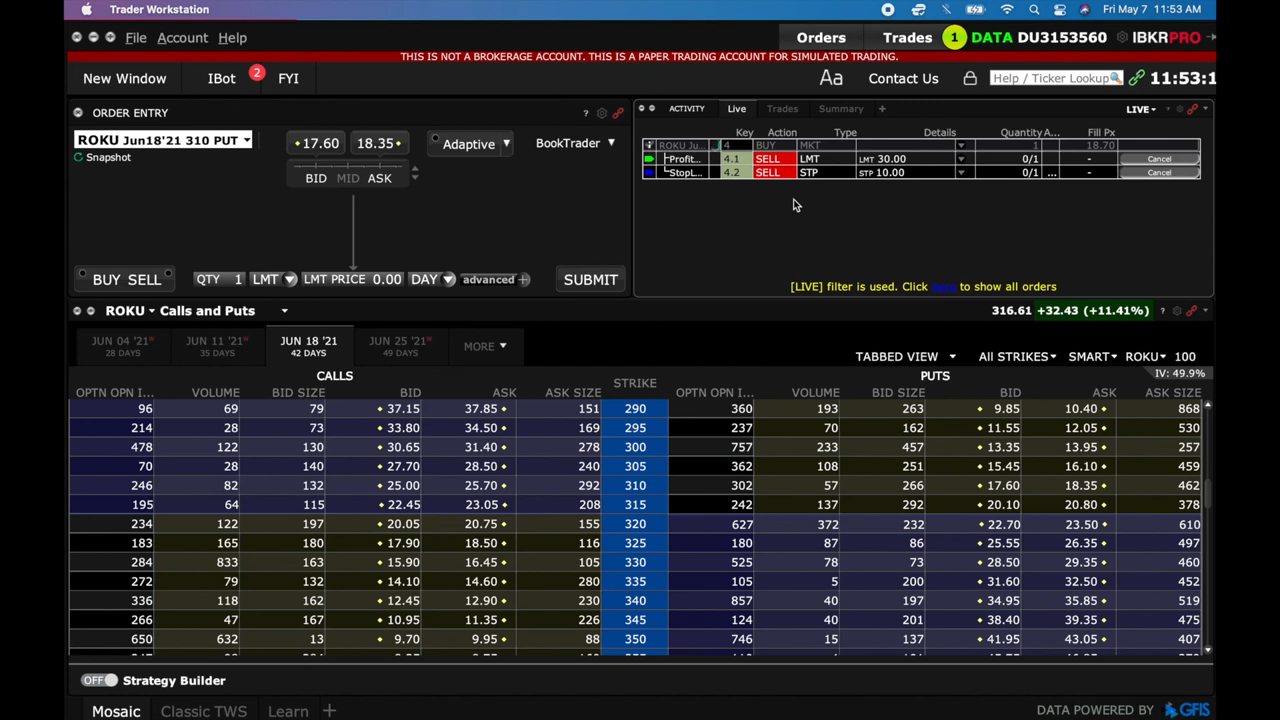 Trader Workstation
Fri May 7 11:53 AM
File Account Help
Orders Trades 1 DATA DU3153560 IBKRPRO
THIS IS NOT A BROKERAGE ACCOUNT. THIS IS A PAPER TRADING ACCOUNT FOR SIMULATED TRADING.
New Window IBot 2 FYI Aa Contact Us Help / Ticker Lookup 11:53:1
ORDER ENTRY ?
ROKU Jun18'21 310 PUT
Snapshot
17.60 18.35
BID MID ASK
Adaptive BookTrader
BUY SELL QTY 1 LMT LMT PRICE 0.00 DAY advanced + SUBMIT
ACTIVITY Live Trades Summary + LIVE
Key Action Type Details Quantity A... Fill Px
ROKU Ju... 4 BUY MKT 1 18.70
Profit... 4.1 SELL LMT LMT 30.00 0/1 - Cancel
StopL... 4.2 SELL STP STP 10.00 0/1 ... - Cancel
[LIVE] filter is used. Click here to show all orders
ROKU Calls and Puts 316.61 +32.43 (+11.41%) ?
JUN 04 '21 JUN 11 '21 JUN 18 '21 JUN 25 '21 MORE
28 DAYS 35 DAYS 42 DAYS 49 DAYS
TABBED VIEW All STRIKES SMART ROKU 100
CALLS PUTS IV: 49.9%
OPTN OPN I... VOLUME BID SIZE BID ASK ASK SIZE STRIKE OPTN OPN I... VOLUME BID SIZE BID ASK ASK SIZE
96 69 79 37.15 37.85 151 290 360 193 263 9.85 10.40 868
214 28 73 33.80 34.50 169 295 237 70 162 11.55 12.05 530
478 122 130 30.65 31.40 278 300 757 233 457 13.35 13.95 257
70 28 140 27.70 28.50 240 305 362 108 251 15.45 16.10 459
246 82 132 25.00 25.70 292 310 302 57 266 17.60 18.35 462
195 64 115 22.45 23.05 208 315 242 137 292 20.10 20.80 378
234 122 197 20.05 20.75 155 320 627 372 232 22.70 23.50 610
183 165 180 17.90 18.50 116 325 180 87 86 25.55 26.35 497
284 833 163 15.90 16.45 105 330 525 78 73 28.50 29.35 460
272 79 132 14.10 14.60 280 335 105 5 200 31.60 32.50 452
336 118 162 12.45 12.90 230 340 857 40 197 34.95 35.85 519
266 47 167 10.95 11.35 226 345 124 40 201 38.40 39.35 475
650 632 13 9.70 9.95 88 350 746 15 137 41.95 43.05 407
OFF Strategy Builder
Mosaic Classic TWS Learn + DATA POWERED BY GFIS